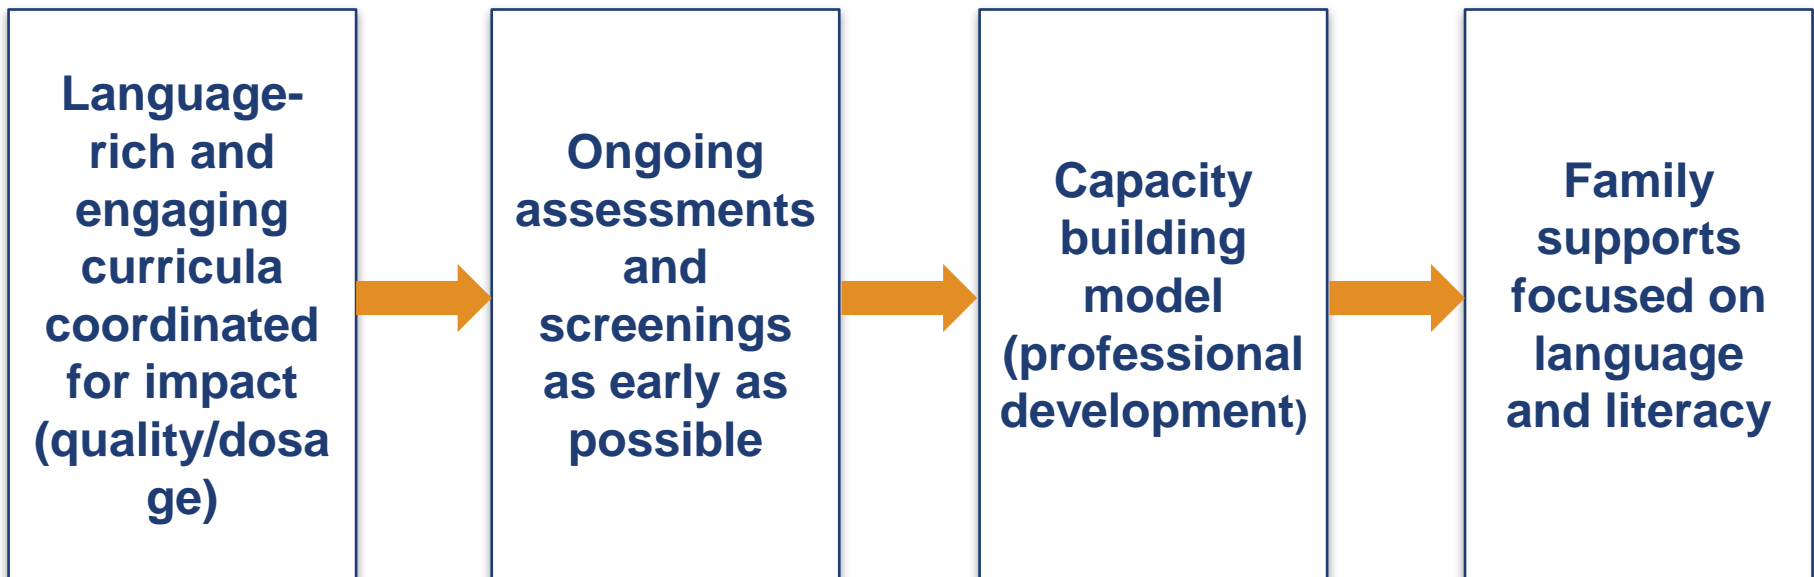 Language-
rich and
engaging
curricula
coordinated
for impact
(quality/dosa
ge)
Ongoing
assessments
and
screenings
as early as
possible
Capacity
building
model
(professional
development)
Family
supports
focused on
language
and literacy